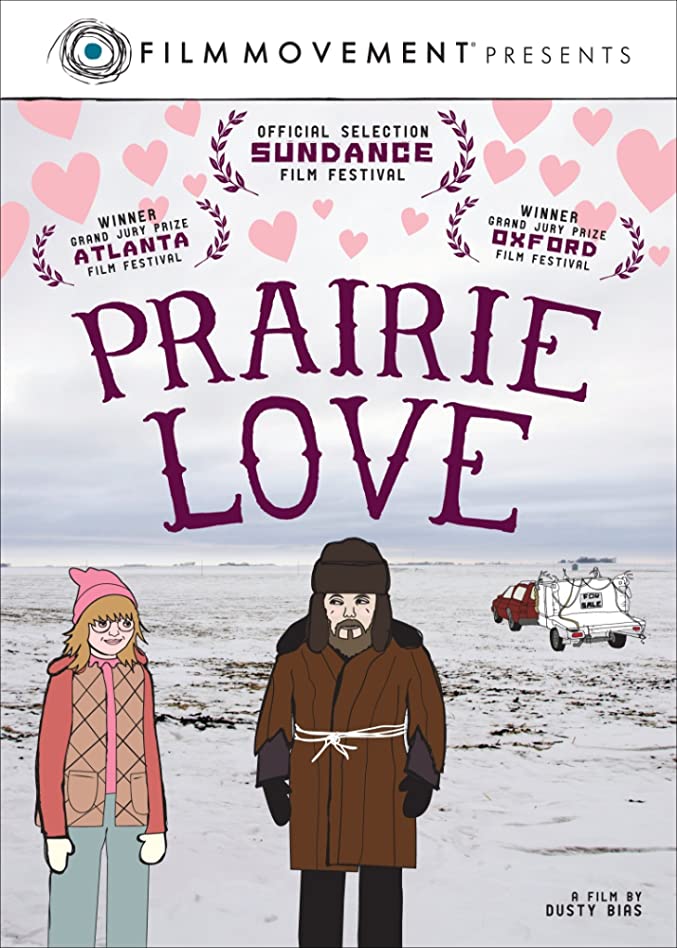 FILM MOVEMENT® PRESENTS
OFFICIAL SELECTION
SUNDANCE
FILM FESTIVAL
WINNER
GRAND JURY PRIZE
ATLANTA
FILM FESTIVAL
WINNER
GRAND JURY PRIZE
OXFORD
FILM FESTIVAL
PRAIRIE
LOVE
FOR
SALE
A FILM BY
DUSTY BIAS